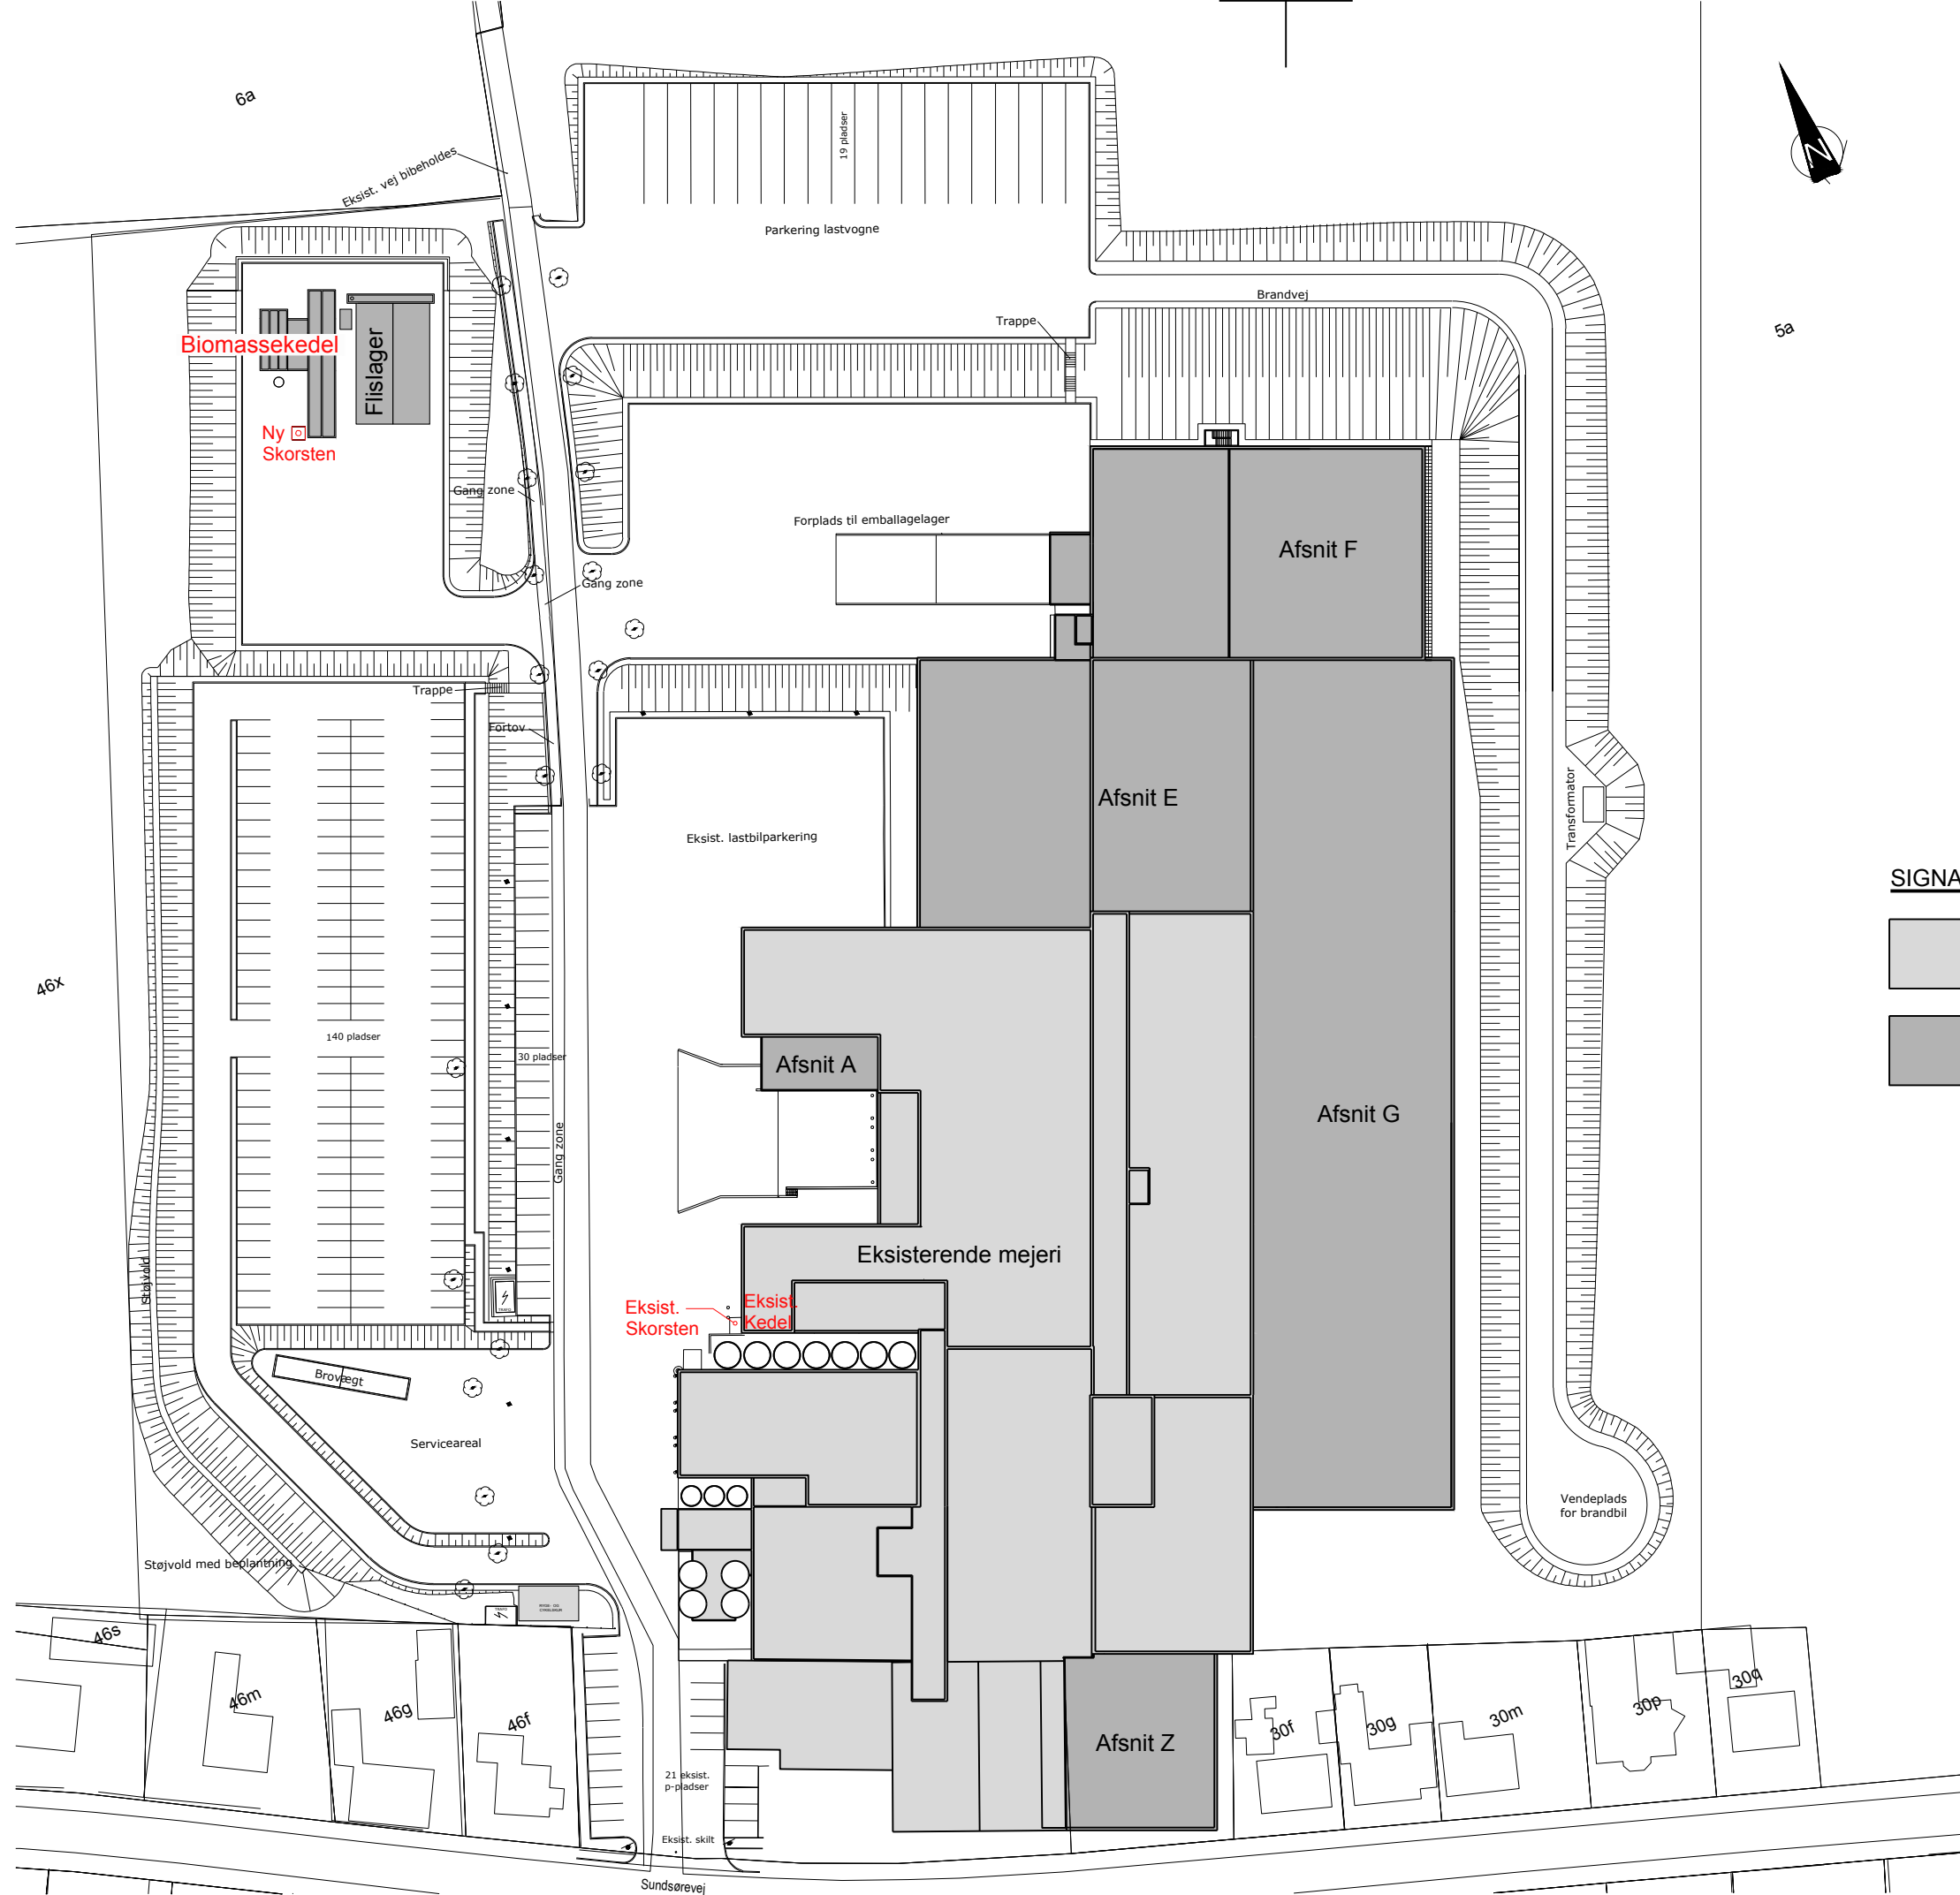 6a
Eksist. vej bibeholdes
19 pladser
Parkering lastvogne
N
Brandvej
5a
Trappe
Biomassekedel
Flislager
Ny
Skorsten
Gang zone
Forplads til emballagelager
Afsnit F
Gang zone
Trappe
Fortov
Afsnit E
Transformator
Eksist. lastbilparkering
SIGNA
46x
140 pladser
30 pladser
Afsnit A
Afsnit G
Gang zone
Støjvold
Eksisterende mejeri
Eksist.
Skorsten
Eksist.
Kedel
Brovægt
Serviceareal
Vendeplads
for brandbil
Støjvold med beplantning
46s
46m
46g
46f
30f
30g
30m
30p
30q
Afsnit Z
21 eksist.
p-pladser
Eksist. skilt
Sundsørevej